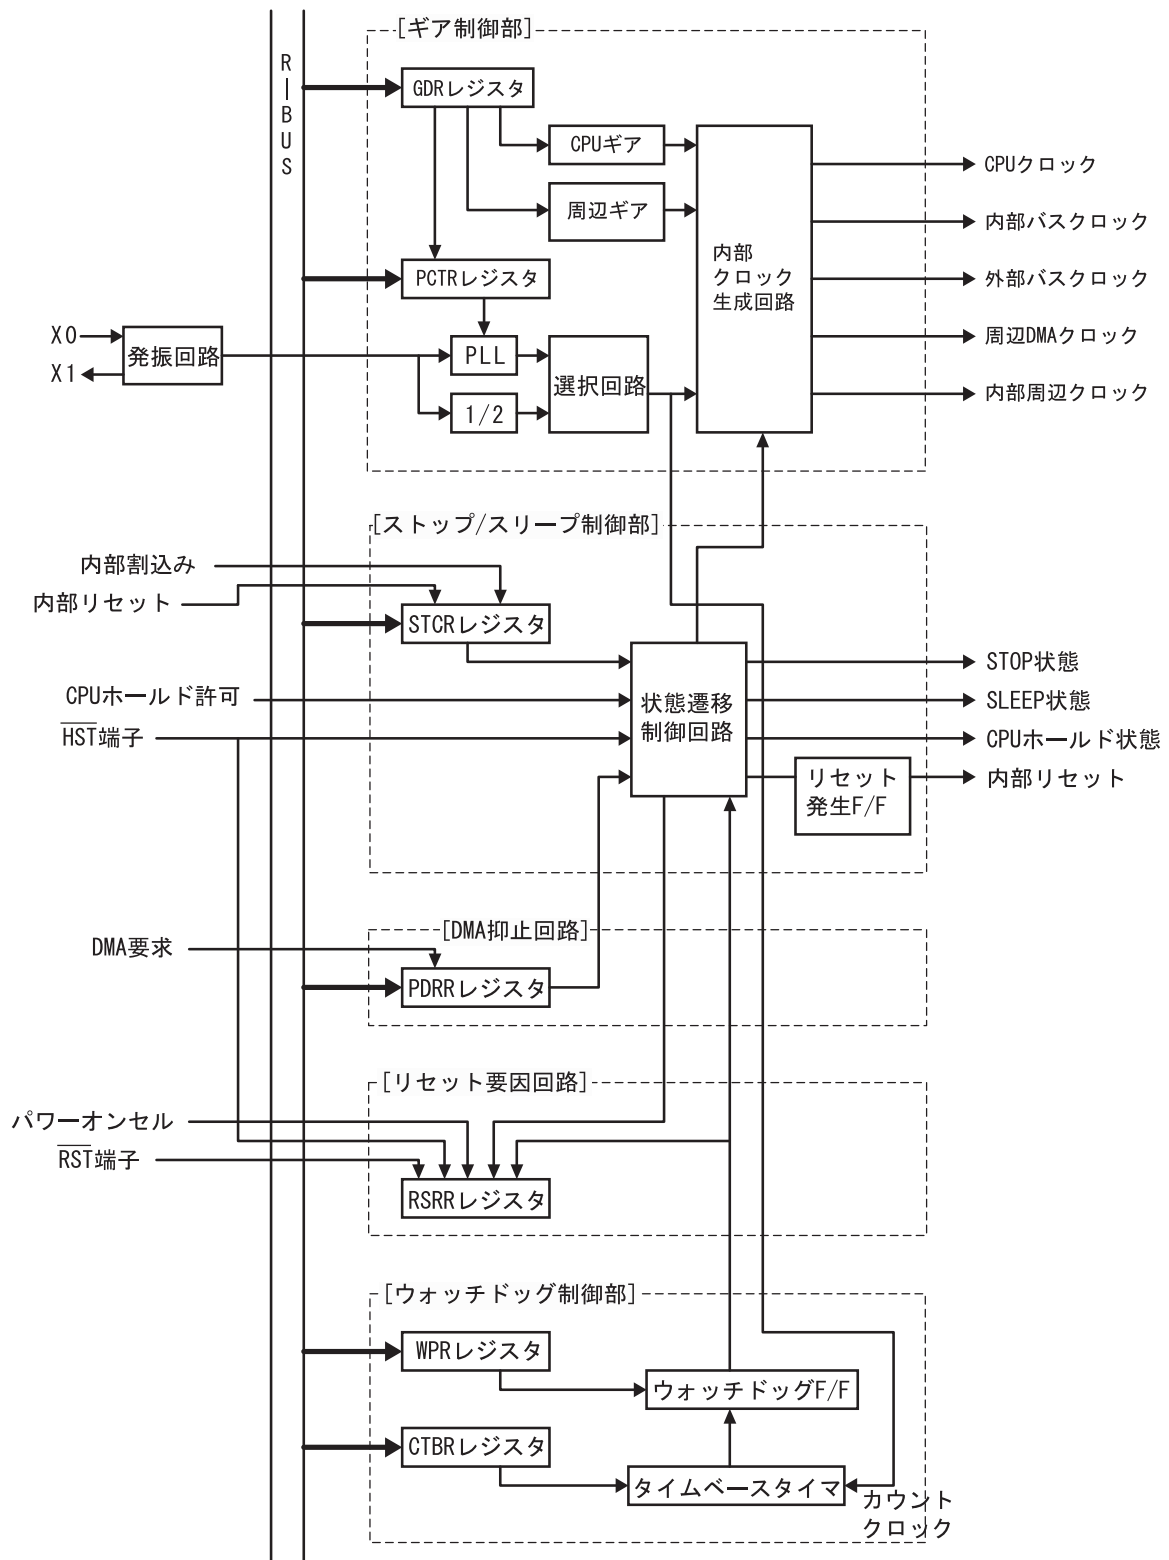 [ギア制御部]
R
|
B
U
S
GDRレジスタ
CPUギア
周辺ギア
内部
クロック
生成回路
CPUクロック
内部バスクロック
外部バスクロック
周辺DMAクロック
内部周辺クロック
PCTRレジスタ
X0
X1
発振回路
PLL
1/2
選択回路
[ストップ/スリープ制御部]
内部割込み
内部リセット
STCRレジスタ
CPUホールド許可
HST端子
状態遷移
制御回路
STOP状態
SLEEP状態
CPUホールド状態
内部リセット
リセット
発生F/F
[DMA抑止回路]
DMA要求
PDRRレジスタ
[リセット要因回路]
パワーオンセル
RST端子
RSRRレジスタ
[ウォッチドッグ制御部]
WPRレジスタ
ウォッチドッグF/F
CTBRレジスタ
タイムベースタイマ
カウント
クロック